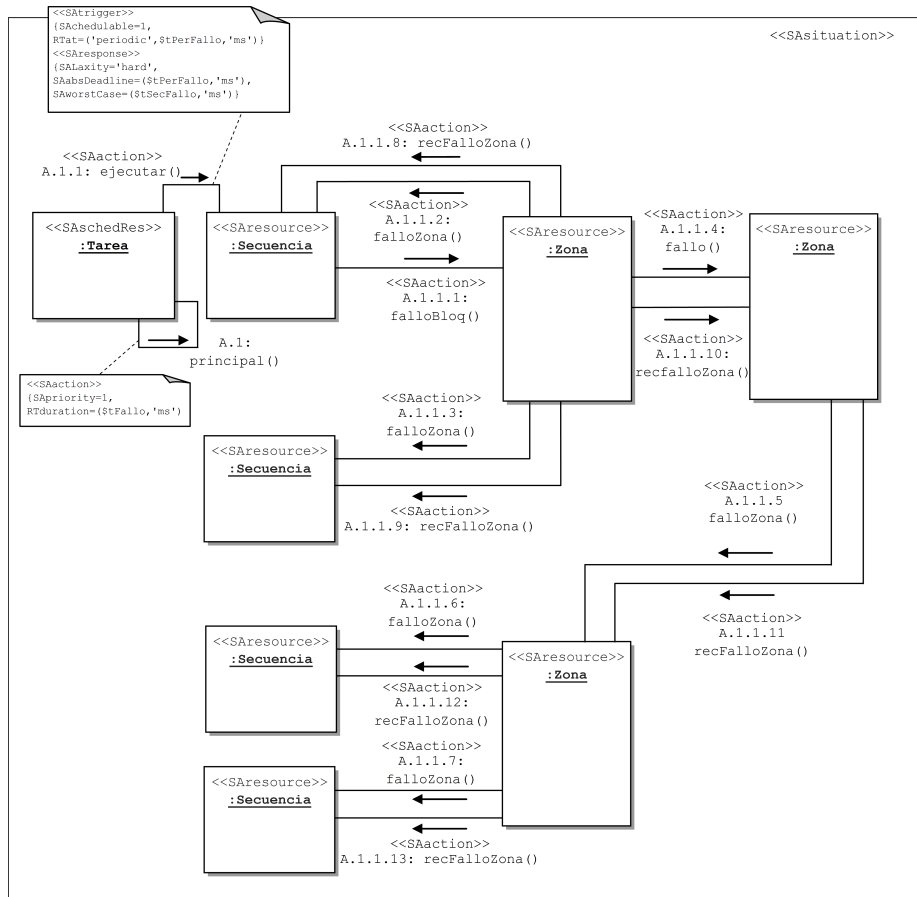 <<SAtrigger>>
{SAchedulable=1,
RTat=('periodic',$tPerFallo,'ms')}
<<SAresponse>>
{SALaxity='hard',
SAabsDeadline=($tPerFallo,'ms'),
SAworstCase=($tSecFallo,'ms')}
<<SAsituation>>
<<SAaction>>
A.1.1.8: recFalloZona()
<<SAaction>>
A.1.1: ejecutar()
<<SAschedRes>>
:Tarea
<<SAresource>>
:Secuencia
<<SAaction>>
A.1.1.2:
falloZona()
<<SAaction>>
A.1.1.1:
falloBloq()
<<SAresource>>
:Zona
<<SAaction>>
A.1.1.4:
fallo()
<<SAaction>>
A.1.1.10:
recfalloZona()
<<SAresource>>
:Zona
A.1:
principal()
<<SAaction>>
{SApriority=1,
RTduration=($tFallo,'ms')
<<SAaction>>
A.1.1.3:
falloZona()
<<SAresource>>
:Secuencia
<<SAaction>>
A.1.1.9: recFalloZona()
<<SAaction>>
A.1.1.5
falloZona()
<<SAaction>>
A.1.1.11
recFalloZona()
<<SAaction>>
A.1.1.6:
falloZona()
<<SAresource>>
:Secuencia
<<SAresource>>
:Zona
<<SAaction>>
A.1.1.12:
recFalloZona()
<<SAaction>>
A.1.1.7:
falloZona()
<<SAresource>>
:Secuencia
<<SAaction>>
A.1.1.13: recFalloZona()